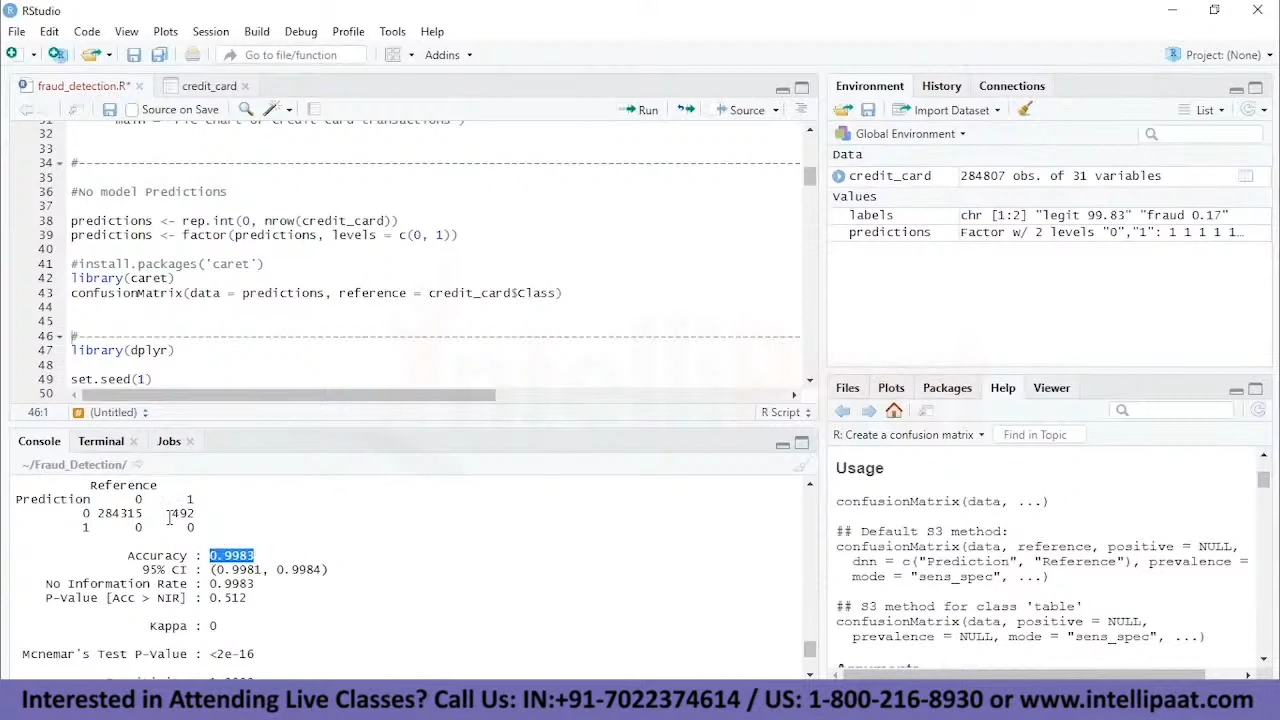 RStudio
File Edit Code View Plots Session Build Debug Profile Tools Help
Go to file/function
Addins
Project: (None)
fraud_detection.R*
credit_card
Source on Save
Run
Source
31
32
33
34 #
35
36 #No model Predictions
37
38 predictions <- rep.int(0, nrow(credit_card))
39 predictions <- factor(predictions, levels = c(0, 1))
40
41 #install.packages('caret')
42 library(caret)
43 confusionMatrix(data = predictions, reference = credit_card$Class)
44
45
46 #
47 library(dplyr)
48
49 set.seed(1)
50
46:1 (Untitled) R Script
Console Terminal Jobs
~/Fraud_Detection/
Reference
Prediction 0 1
0 284315 492
1 0 0
Accuracy : 0.9983
95% CI : (0.9981, 0.9984)
No Information Rate : 0.9983
P-Value [Acc > NIR] : 0.512
Kappa : 0
Mcnemar's Test P-Value : <2e-16
Environment History Connections
Import Dataset
List
Global Environment
Data
credit_card 284807 obs. of 31 variables
Values
labels chr [1:2] "legit 99.83" "fraud 0.17"
predictions Factor w/ 2 levels "0","1": 1 1 1 1 1…
Files Plots Packages Help Viewer
R: Create a confusion matrix
Find in Topic
Usage
confusionMatrix(data, ...)
## Default S3 method:
confusionMatrix(data, reference, positive = NULL,
dnn = c("Prediction", "Reference"), prevalence =
mode = "sens_spec", ...)
## S3 method for class 'table'
confusionMatrix(data, positive = NULL,
prevalence = NULL, mode = "sens_spec", ...)
Interested in Attending Live Classes? Call Us: IN:+91-7022374614 / US: 1-800-216-8930 or www.intellipaat.com